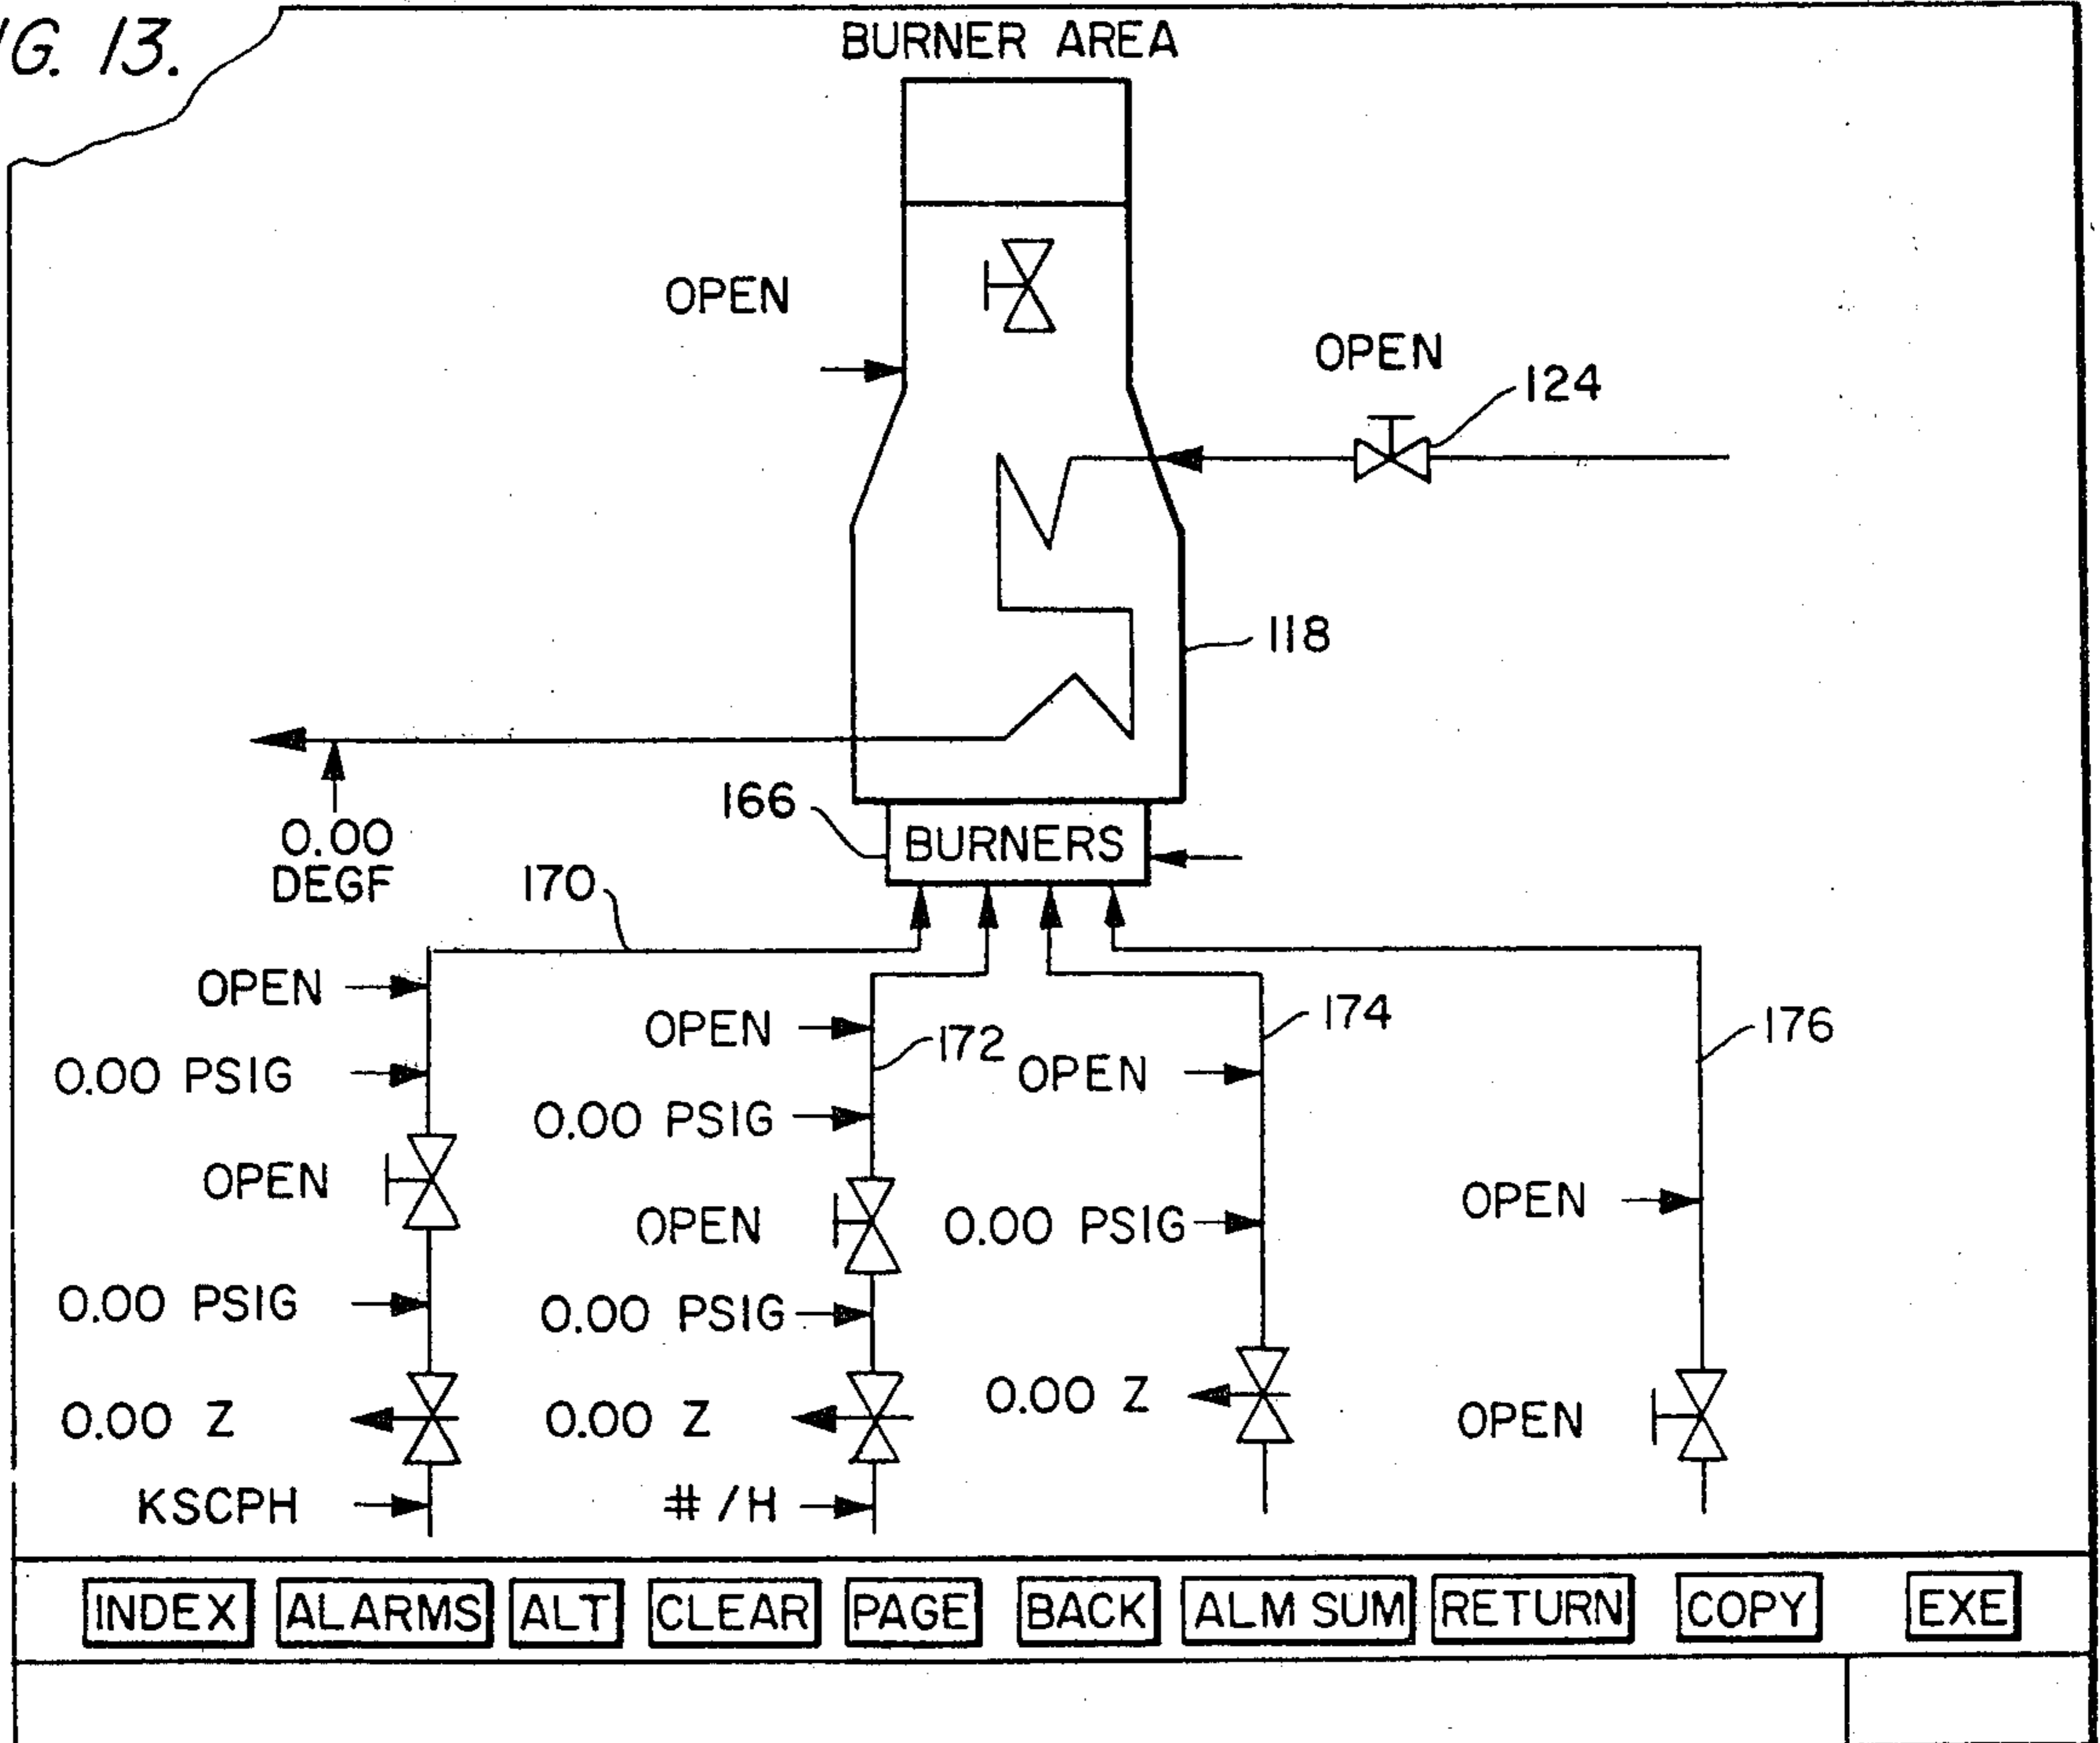 G. 13.
BURNER AREA
OPEN
OPEN
124
118
166
BURNERS
0.00
DEGF
170
OPEN
OPEN
172
174
176
0.00 PSIG
OPEN
0.00 PSIG
OPEN
OPEN
OPEN
0.00 PSIG
0.00 PSIG
0.00 PSIG
0.00 Z
0.00 Z
0.00 Z
OPEN
KSCPH
#/H
INDEX ALARMS ALT CLEAR PAGE BACK ALM SUM RETURN COPY EXE